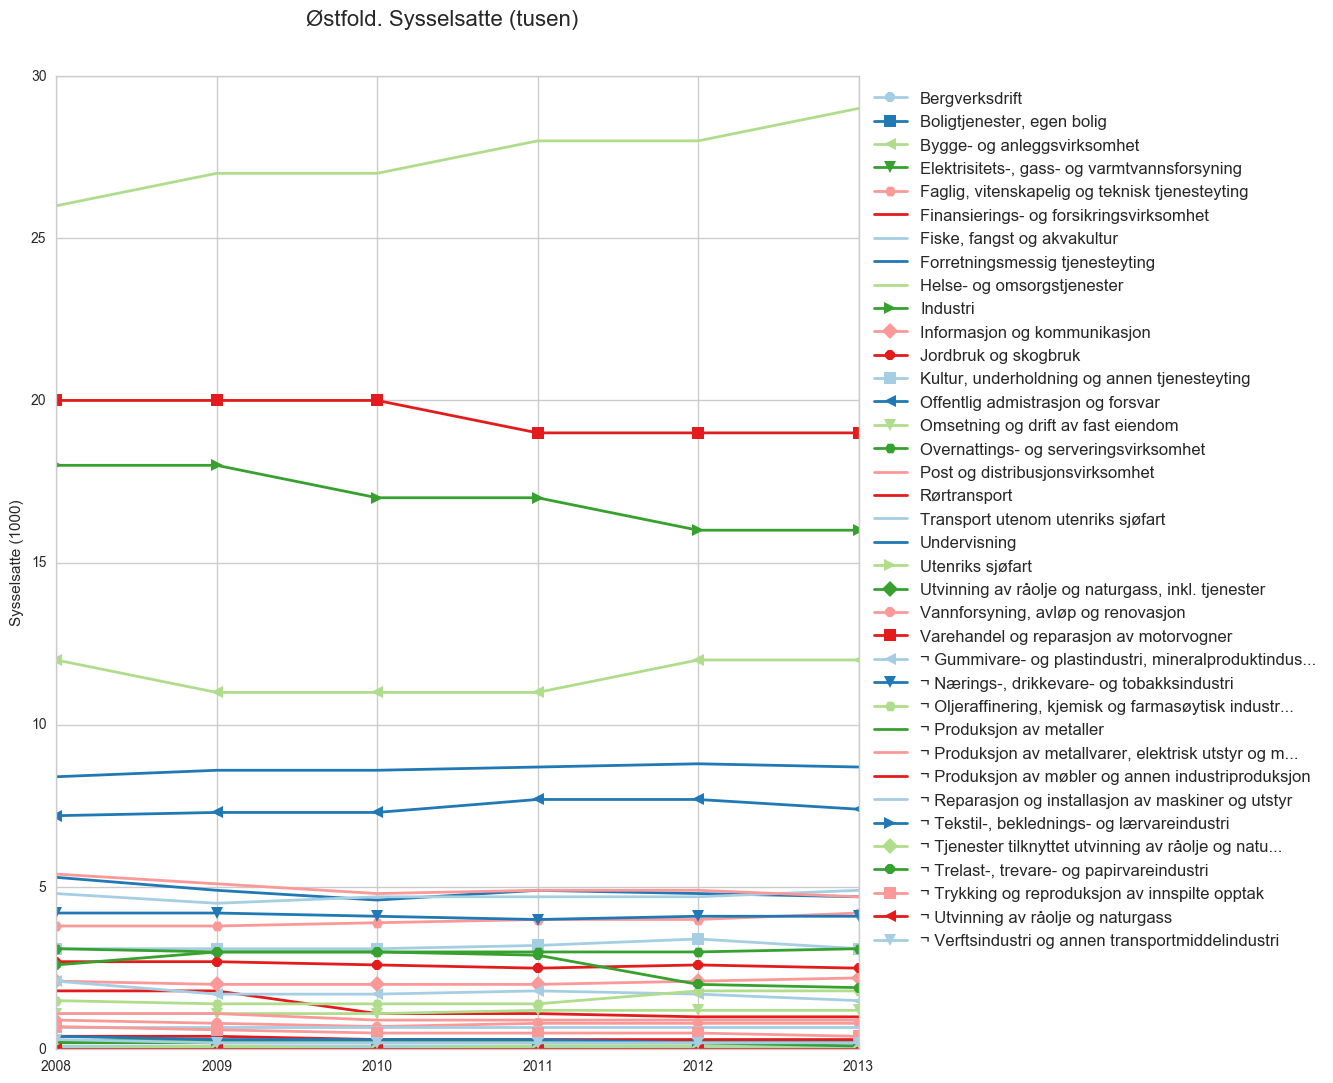 Østfold. Sysselsatte (tusen)
30
25
20
15
10
5
0
Sysselsatte (1000)
2008
2009
2010
2011
2012
2013
Bergverksdrift
Boligtjenester, egen bolig
Bygge- og anleggsvirksomhet
Elektrisitets-, gass- og varmtvannsforsyning
Faglig, vitenskapelig og teknisk tjenesteyting
Finansierings- og forsikringsvirksomhet
Fiske, fangst og akvakultur
Forretningsmessig tjenesteyting
Helse- og omsorgstjenester
Industri
Informasjon og kommunikasjon
Jordbruk og skogbruk
Kultur, underholdning og annen tjenesteyting
Offentlig admistrasjon og forsvar
Omsetning og drift av fast eiendom
Overnattings- og serveringsvirksomhet
Post og distribusjonsvirksomhet
Rørtransport
Transport utenom utenriks sjøfart
Undervisning
Utenriks sjøfart
Utvinning av råolje og naturgass, inkl. tjenester
Vannforsyning, avløp og renovasjon
Varehandel og reparasjon av motorvogner
¬ Gummivare- og plastindustri, mineralproduktindus...
¬ Nærings-, drikkevare- og tobakksindustri
¬ Oljeraffinering, kjemisk og farmasøytisk industr...
¬ Produksjon av metaller
¬ Produksjon av metallvarer, elektrisk utstyr og m...
¬ Produksjon av møbler og annen industriproduksjon
¬ Reparasjon og installasjon av maskiner og utstyr
¬ Tekstil-, beklednings- og lærvareindustri
¬ Tjenester tilknyttet utvinning av råolje og natu...
¬ Trelast-, trevare- og papirvareindustri
¬ Trykking og reproduksjon av innspilte opptak
¬ Utvinning av råolje og naturgass
¬ Verftsindustri og annen transportmiddelindustri